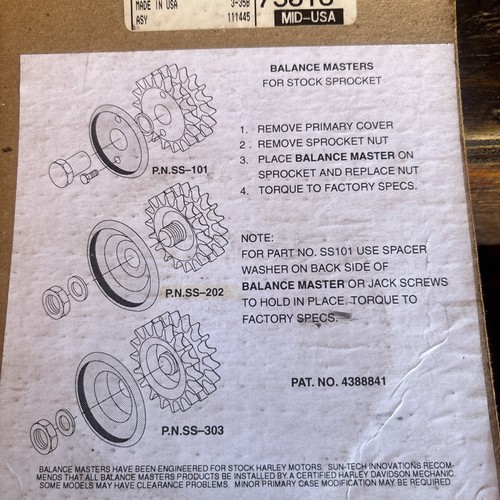 MADE IN USA 3-35B
ASY 111445
MID-USA
BALANCE MASTERS
FOR STOCK SPROCKET
1. REMOVE PRIMARY COVER
2. REMOVE SPROCKET NUT
3. PLACE BALANCE MASTER ON
SPROCKET AND REPLACE NUT
4. TORQUE TO FACTORY SPECS.
P.N.SS-101
NOTE:
FOR PART NO. SS101 USE SPACER
WASHER ON BACK SIDE OF
BALANCE MASTER OR JACK SCREWS
TO HOLD IN PLACE. TORQUE TO
FACTORY SPECS.
P.N.SS-202
PAT. NO. 4388841
P.N.SS-303
BALANCE MASTERS HAVE BEEN ENGINEERED FOR STOCK HARLEY MOTORS. SUN-TECH INNOVATIONS RECOM-
MENDS THAT ALL BALANCE MASTERS PRODUCTS BE INSTALLED BY A CERTIFIED HARLEY DAVIDSON MECHANIC.
SOME MODELS MAY HAVE CLEARANCE PROBLEMS. MINOR PRIMARY CASE MODIFICATION MAY BE REQUIRED.